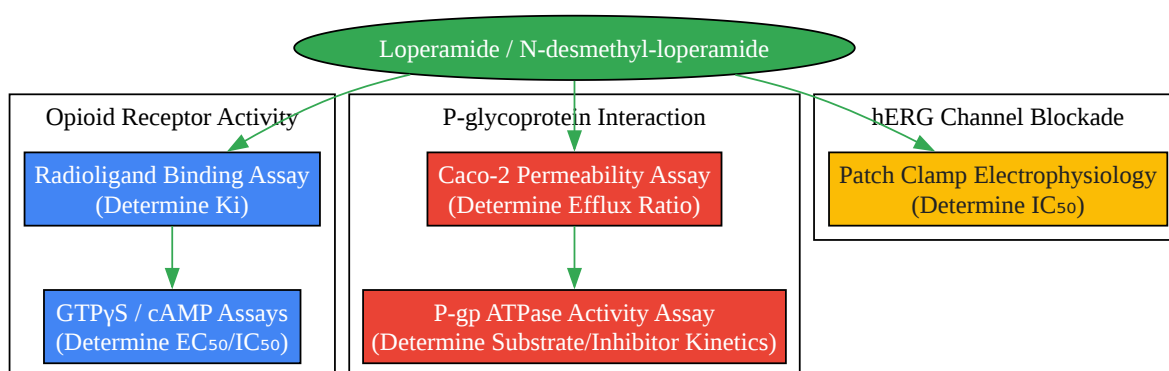 Loperamide / N-desmethyl-loperamide
Opioid Receptor Activity
P-glycoprotein Interaction
hERG Channel Blockade
Radioligand Binding Assay
(Determine Ki)
Caco-2 Permeability Assay
(Determine Efflux Ratio)
Patch Clamp Electrophysiology
(Determine IC₅₀)
GTPγS / cAMP Assays
(Determine EC₅₀/IC₅₀)
P-gp ATPase Activity Assay
(Determine Substrate/Inhibitor Kinetics)